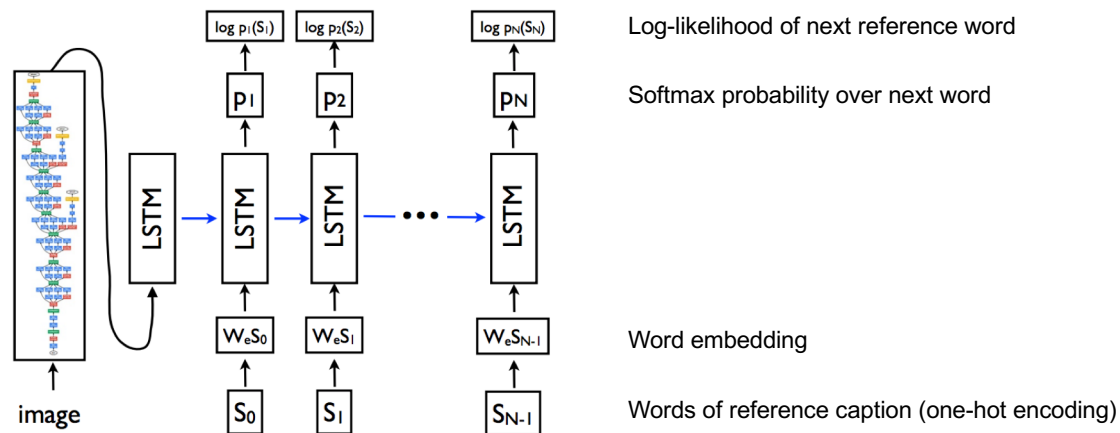 log p₁(S₁) log p₂(S₂) log pN(SN) Log-likelihood of next reference word
p₁ p₂ pN Softmax probability over next word
LSTM LSTM LSTM ••• LSTM
WₑS₀ WₑS₁ WₑSN-1 Word embedding
image S₀ S₁ SN-1 Words of reference caption (one-hot encoding)